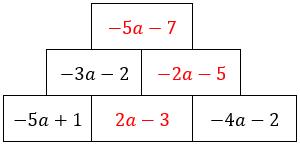 −5a − 7
−3a − 2 −2a − 5
−5a + 1 2a − 3 −4a − 2